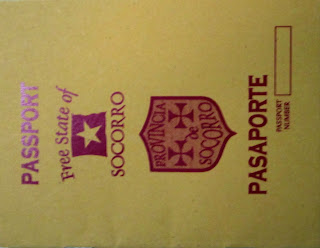 PASSPORT
Free State of
SOCORRO
PROVINCIA
de
SOCORRO
PASAPORTE
PASSPORT
NUMBER